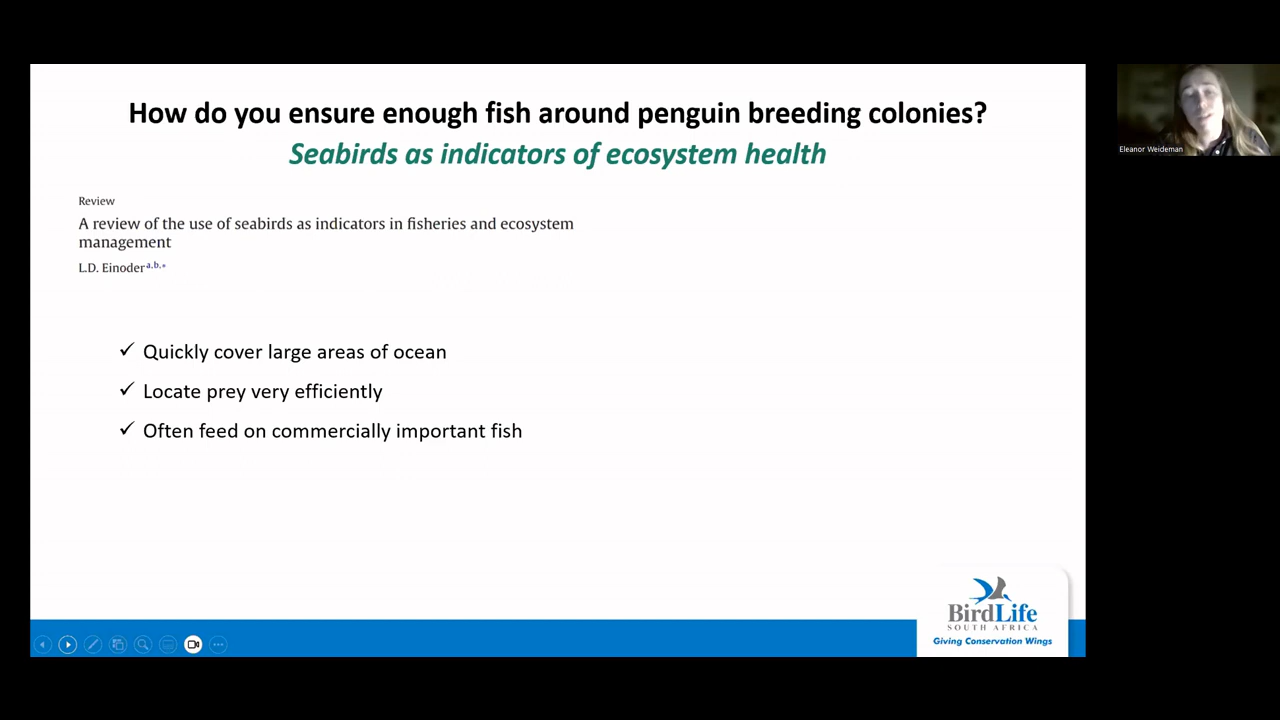 How do you ensure enough fish around penguin breeding colonies?
Seabirds as indicators of ecosystem health
Review
A review of the use of seabirds as indicators in fisheries and ecosystem
management
L.D. Einoder a,b,*
✓ Quickly cover large areas of ocean
✓ Locate prey very efficiently
✓ Often feed on commercially important fish
BirdLife
SOUTH AFRICA
Giving Conservation Wings
Eleanor Weideman